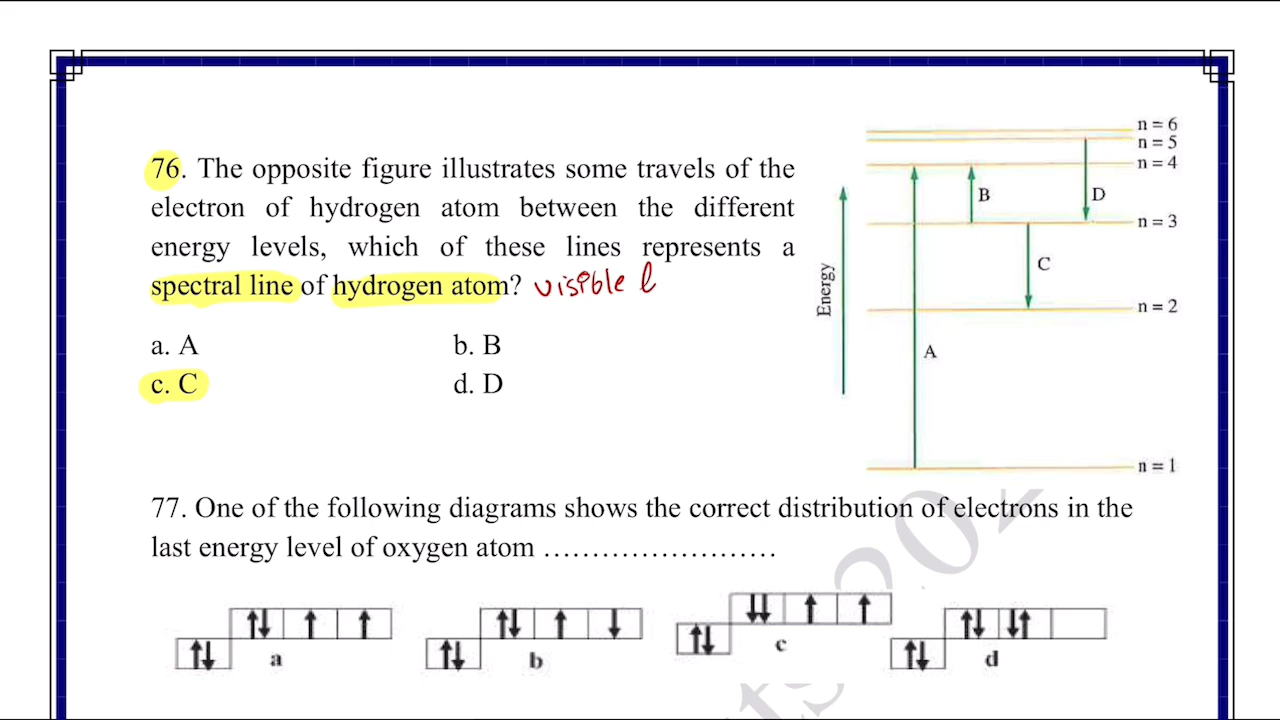 76. The opposite figure illustrates some travels of the
electron of hydrogen atom between the different
energy levels, which of these lines represents a
spectral line of hydrogen atom? visible l
a. A
b. B
c. C
d. D
n = 6
n = 5
n = 4
B
D
n = 3
C
Energy
n = 2
A
n = 1
77. One of the following diagrams shows the correct distribution of electrons in the
last energy level of oxygen atom ........................
a
b
c
d